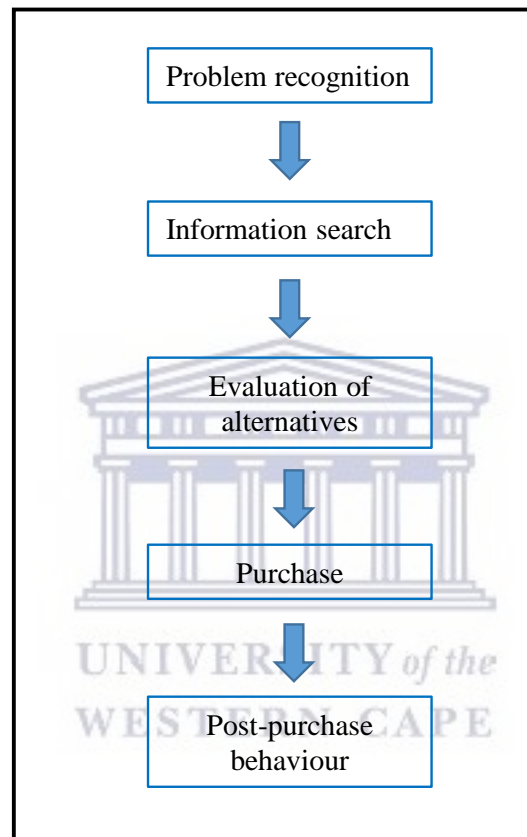 Problem recognition
Information search
Evaluation of
alternatives
Purchase
UNIVERSITY of the
WESTERN CAPE
Post-purchase
behaviour